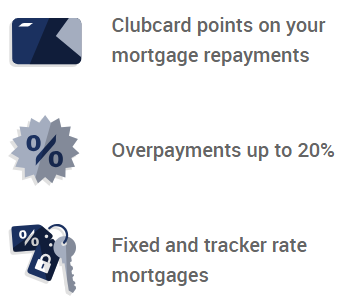 Clubcard points on your
mortgage repayments
%
Overpayments up to 20%
%
Fixed and tracker rate
mortgages